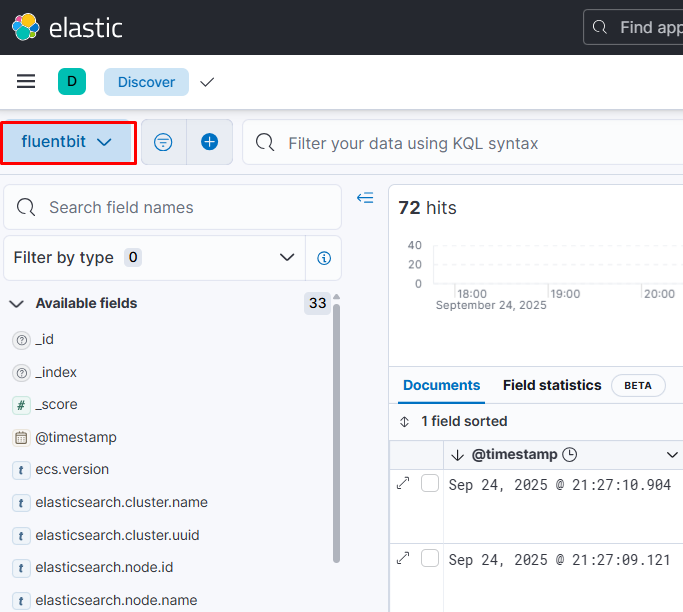 elastic
Find app
D
Discover
fluentbit
Filter your data using KQL syntax
Search field names
72 hits
Filter by type 0
40
20
0
18:00
19:00
20:00
September 24, 2025
Available fields 33
_id
_index
# _score
@timestamp
t ecs.version
t elasticsearch.cluster.name
t elasticsearch.cluster.uuid
t elasticsearch.node.id
t elasticsearch.node.name
Documents
Field statistics
BETA
1 field sorted
@timestamp
Sep 24, 2025 @ 21:27:10.904
Sep 24, 2025 @ 21:27:09.121